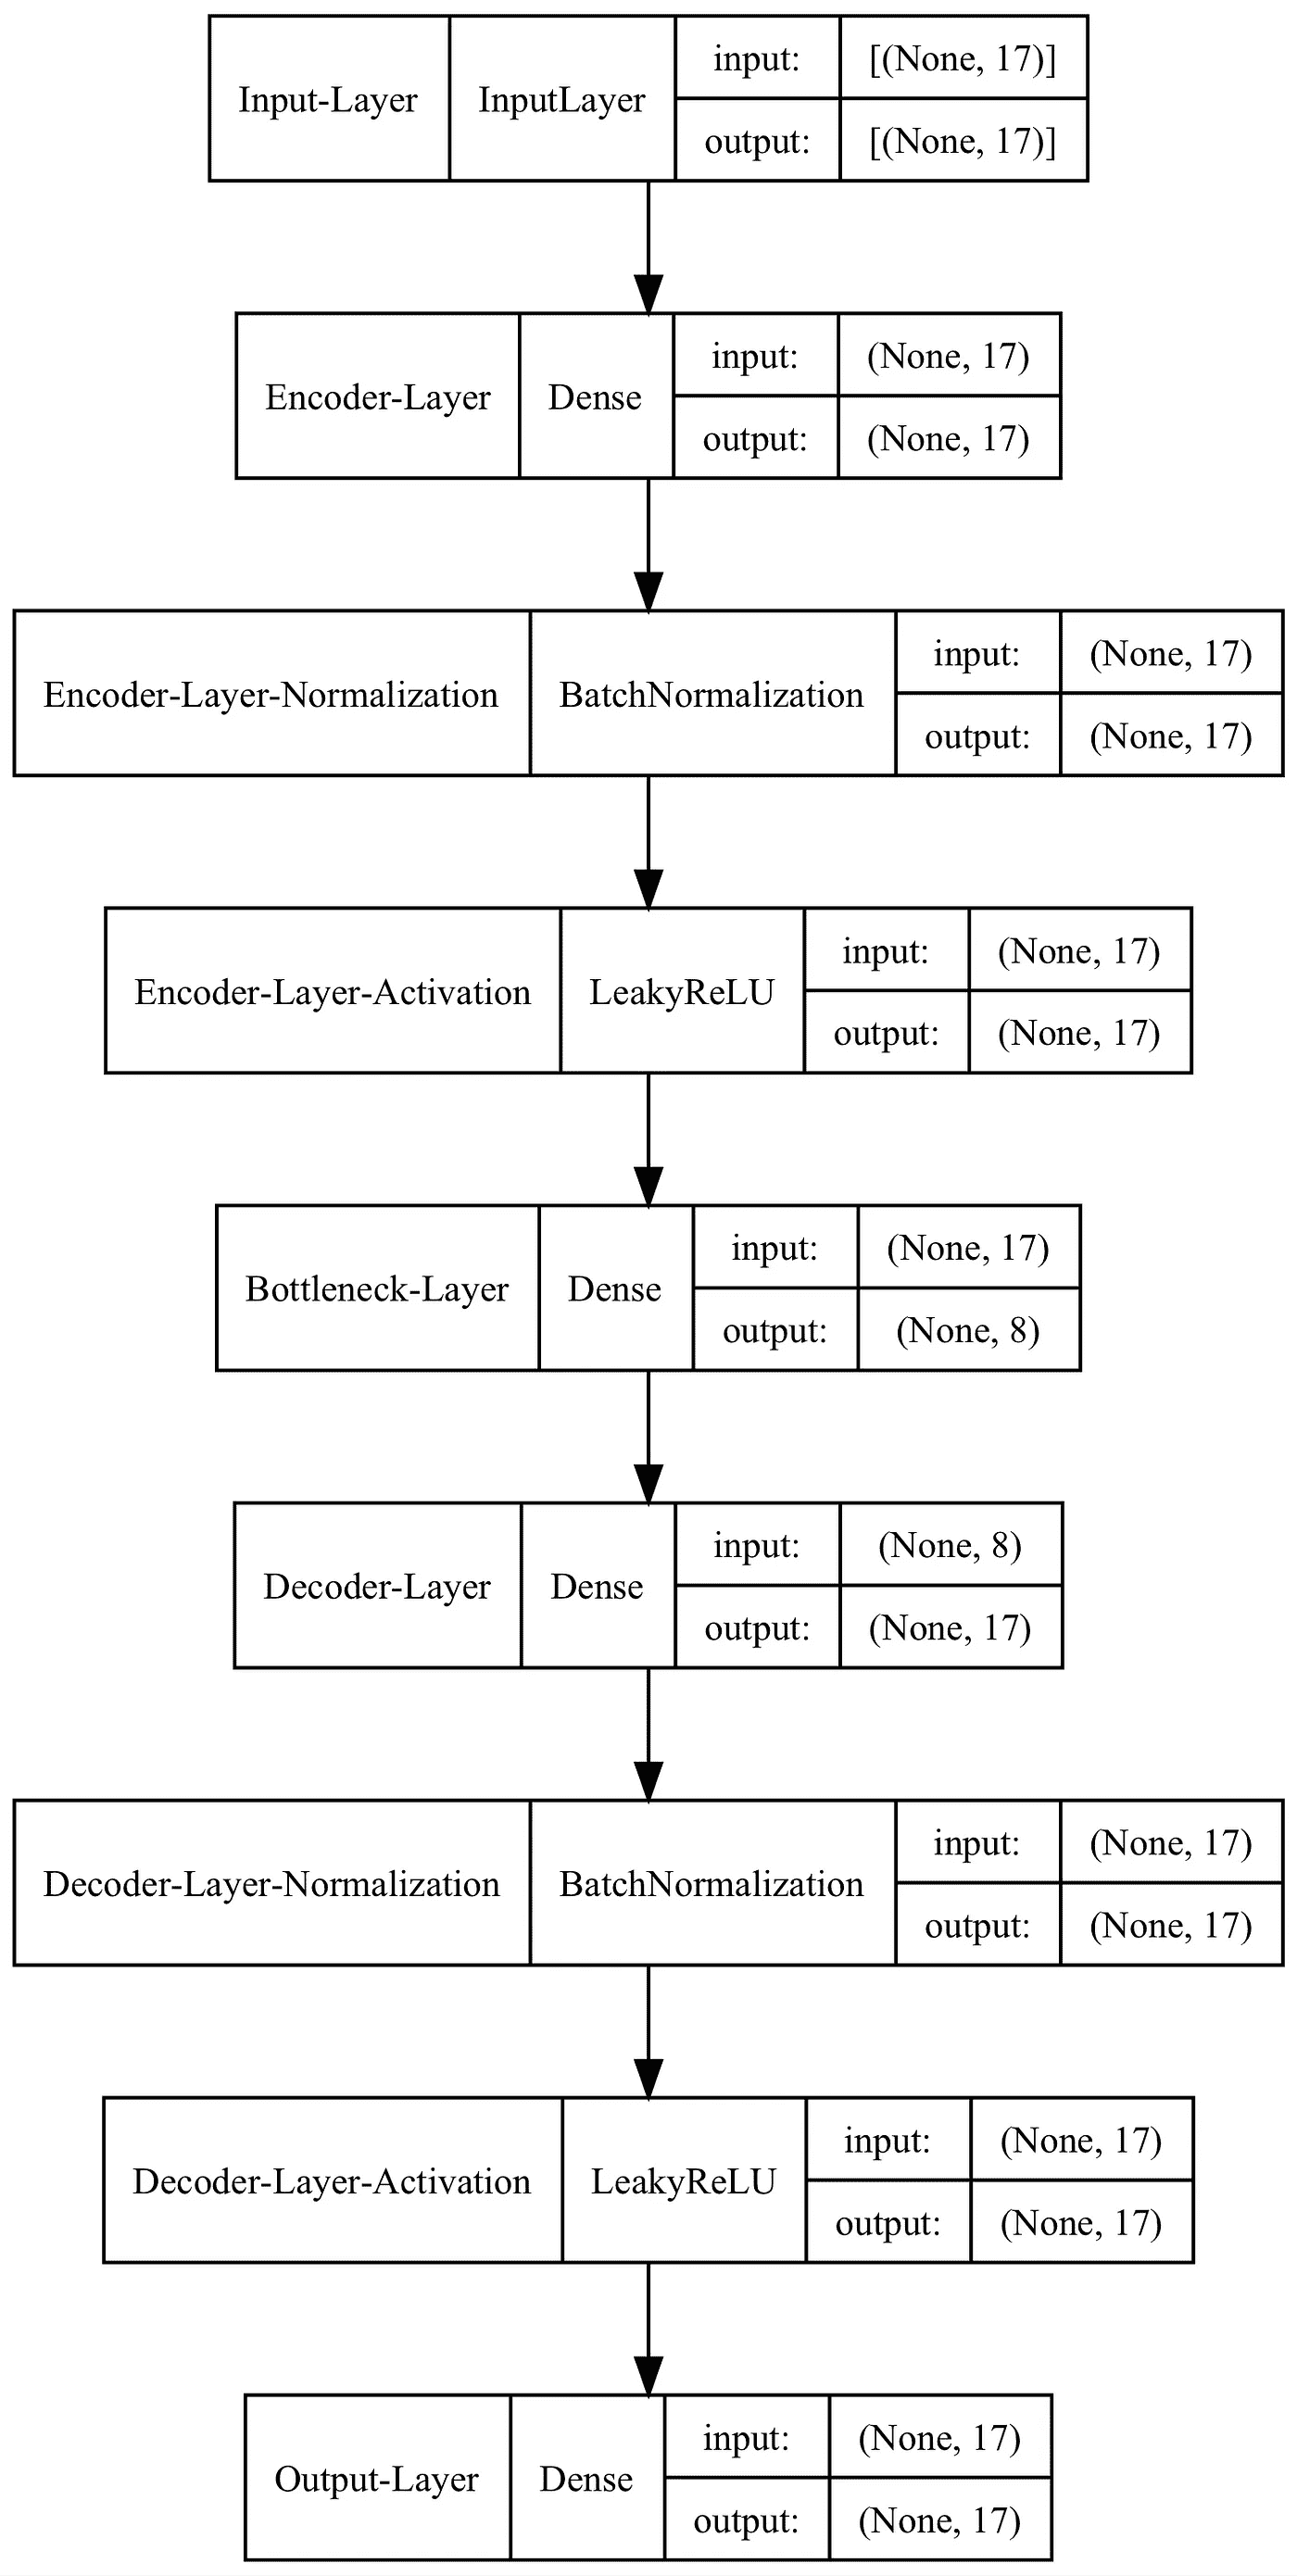 Input-Layer InputLayer input: [(None, 17)]
output: [(None, 17)]
Encoder-Layer Dense input: (None, 17)
output: (None, 17)
Encoder-Layer-Normalization BatchNormalization input: (None, 17)
output: (None, 17)
Encoder-Layer-Activation LeakyReLU input: (None, 17)
output: (None, 17)
Bottleneck-Layer Dense input: (None, 17)
output: (None, 8)
Decoder-Layer Dense input: (None, 8)
output: (None, 17)
Decoder-Layer-Normalization BatchNormalization input: (None, 17)
output: (None, 17)
Decoder-Layer-Activation LeakyReLU input: (None, 17)
output: (None, 17)
Output-Layer Dense input: (None, 17)
output: (None, 17)